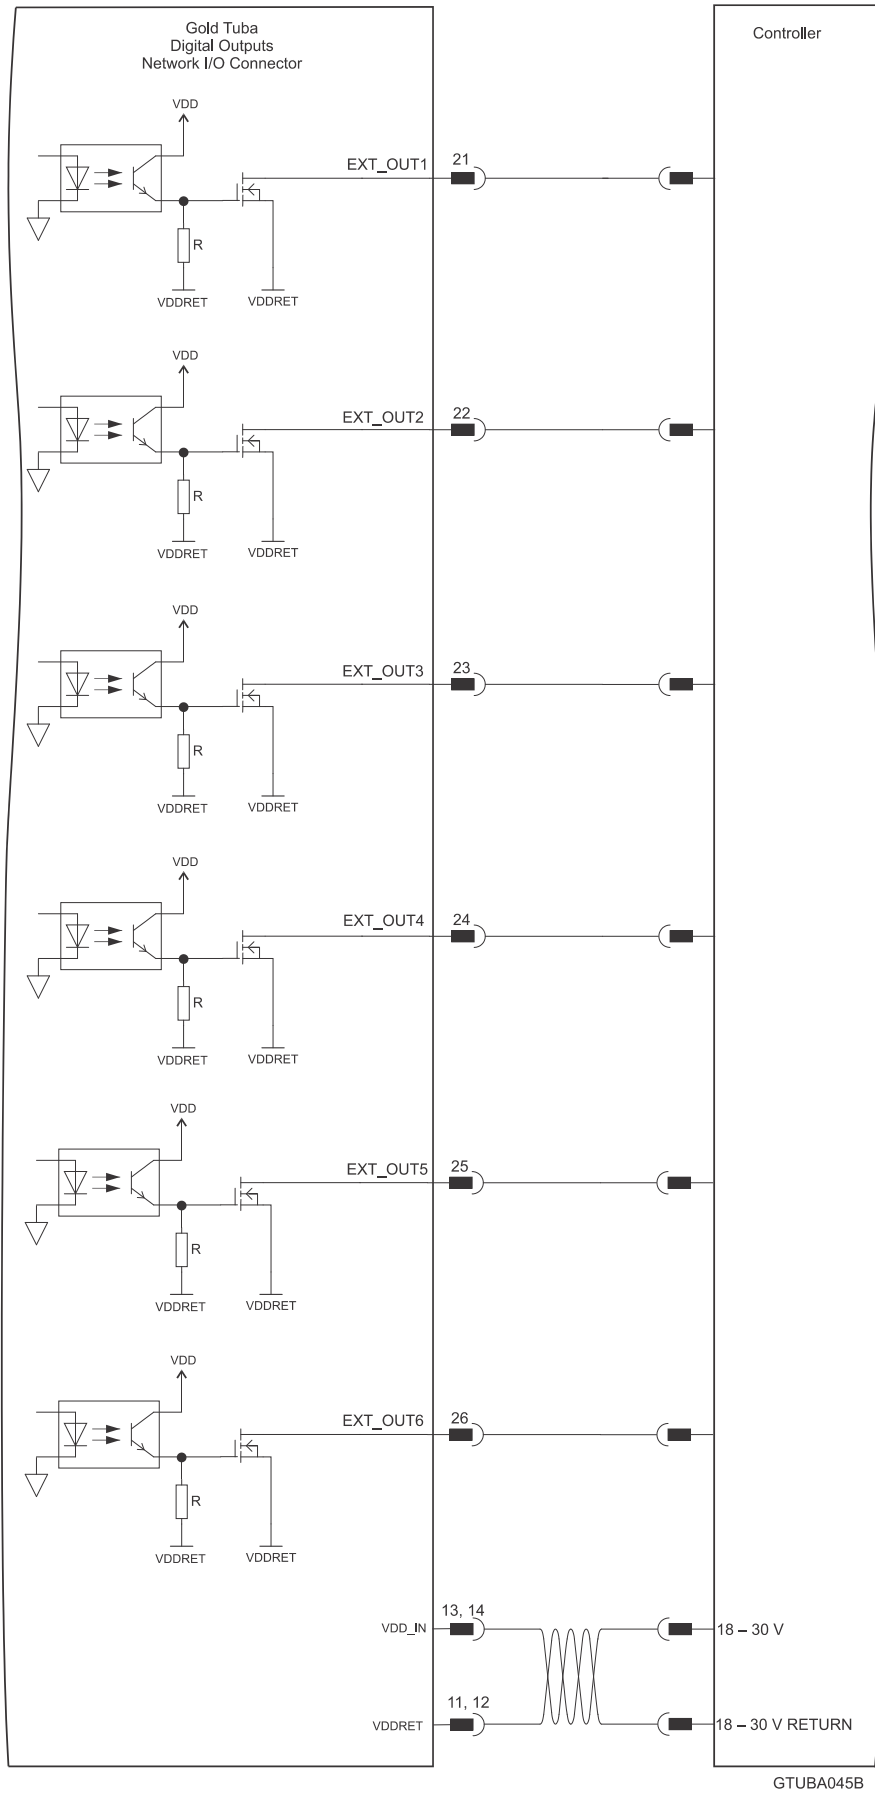 Gold Tuba
Digital Outputs
Network I/O Connector
Controller
VDD
EXT_OUT1
21
R
VDDRET
VDDRET
VDD
EXT_OUT2
22
R
VDDRET
VDDRET
VDD
EXT_OUT3
23
R
VDDRET
VDDRET
VDD
EXT_OUT4
24
R
VDDRET
VDDRET
VDD
EXT_OUT5
25
R
VDDRET
VDDRET
VDD
EXT_OUT6
26
R
VDDRET
VDDRET
VDD_IN
13, 14
18 – 30 V
VDDRET
11, 12
18 – 30 V RETURN
GTUBA045B